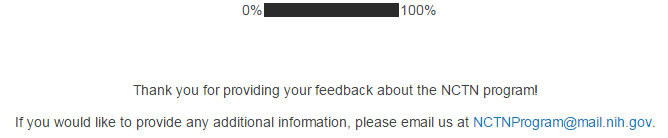 0% 100%
Thank you for providing your feedback about the NCTN program!
If you would like to provide any additional information, please email us at NCTNProgram@mail.nih.gov.